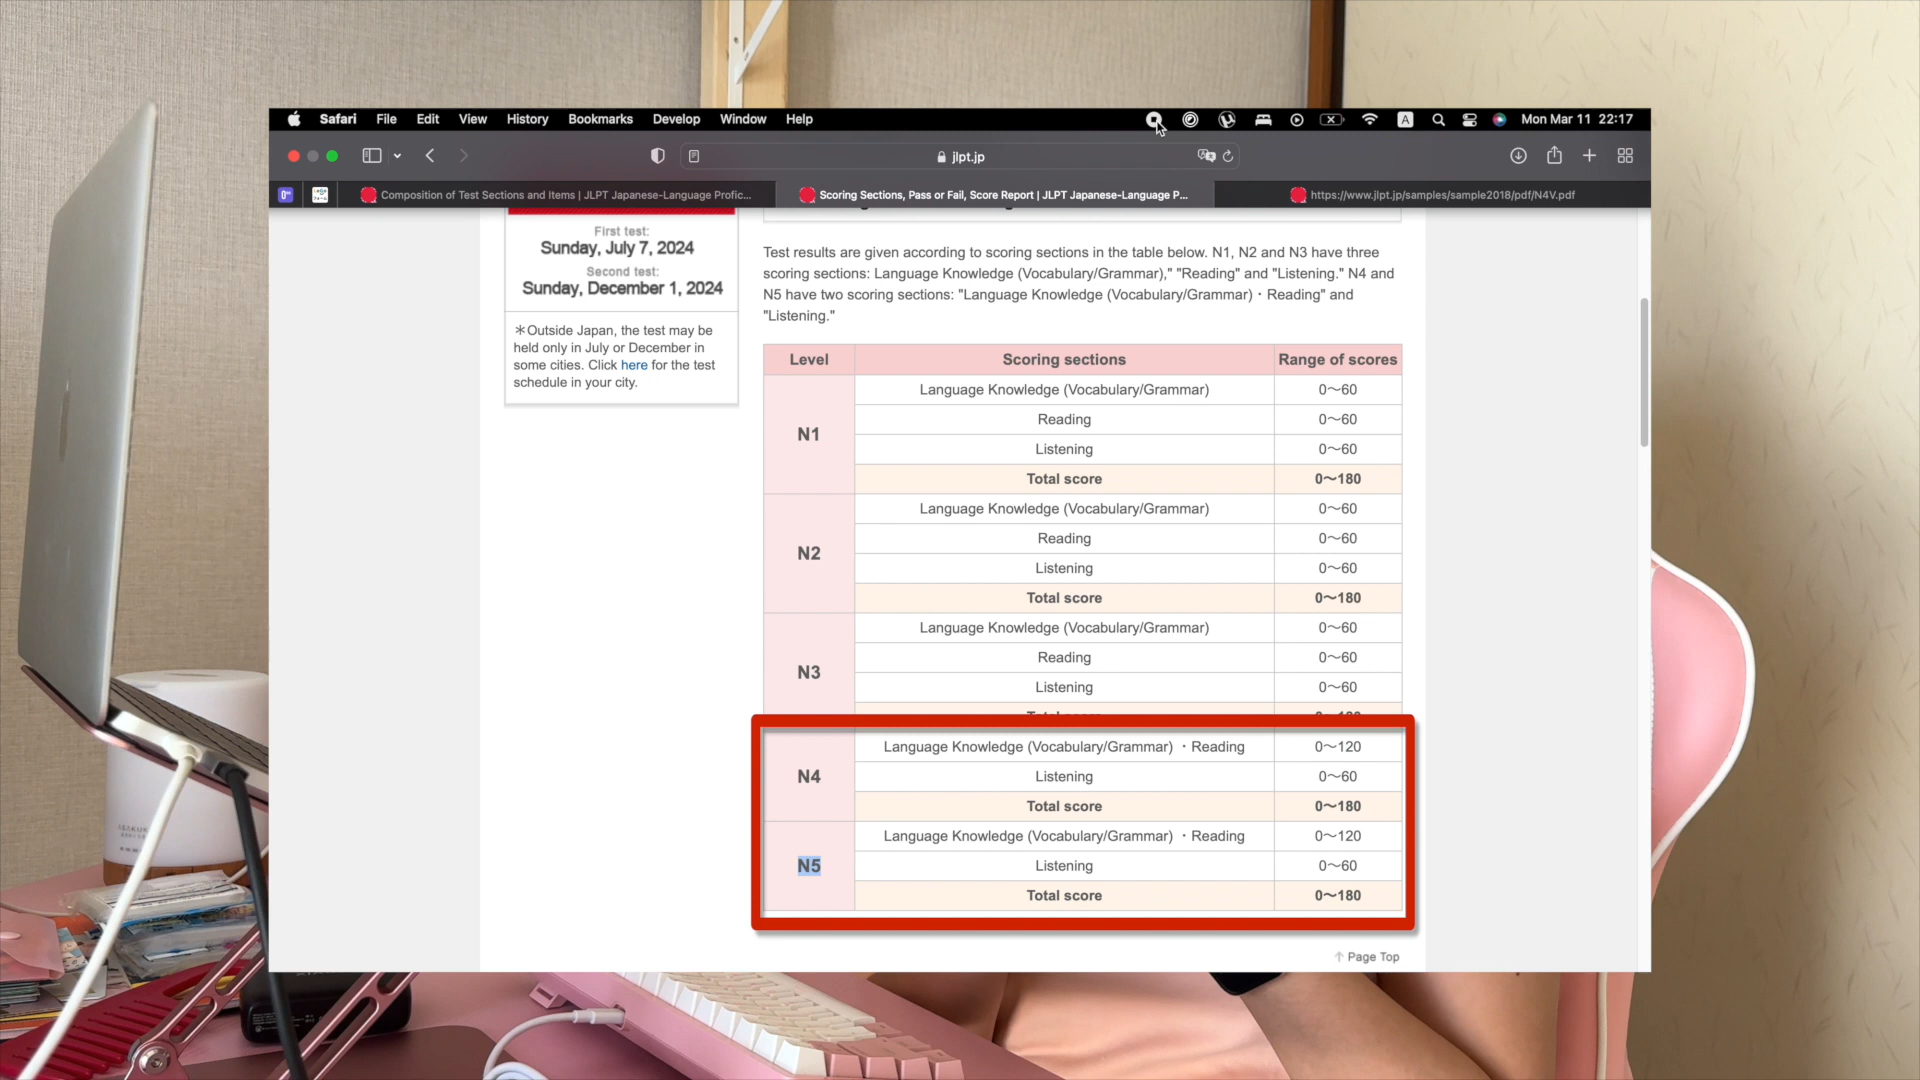 Safari File Edit View History Bookmarks Develop Window Help
A
Mon Mar 11 22:17
jlpt.jp
Composition of Test Sections and Items | JLPT Japanese-Language Profic...
Scoring Sections, Pass or Fail, Score Report | JLPT Japanese-Language P...
https://www.jlpt.jp/samples/sample2018/pdf/N4V.pdf
First test:
Sunday, July 7, 2024
Second test:
Sunday, December 1, 2024
＊Outside Japan, the test may be
held only in July or December in
some cities. Click here for the test
schedule in your city.
Test results are given according to scoring sections in the table below. N1, N2 and N3 have three
scoring sections: Language Knowledge (Vocabulary/Grammar)," "Reading" and "Listening." N4 and
N5 have two scoring sections: "Language Knowledge (Vocabulary/Grammar)・Reading" and
"Listening."
Level Scoring sections Range of scores
N1
Language Knowledge (Vocabulary/Grammar) 0～60
Reading 0～60
Listening 0～60
Total score 0～180
N2
Language Knowledge (Vocabulary/Grammar) 0～60
Reading 0～60
Listening 0～60
Total score 0～180
N3
Language Knowledge (Vocabulary/Grammar) 0～60
Reading 0～60
Listening 0～60
Total score 0～180
N4
Language Knowledge (Vocabulary/Grammar)・Reading 0～120
Listening 0～60
Total score 0～180
N5
Language Knowledge (Vocabulary/Grammar)・Reading 0～120
Listening 0～60
Total score 0～180
↑ Page Top